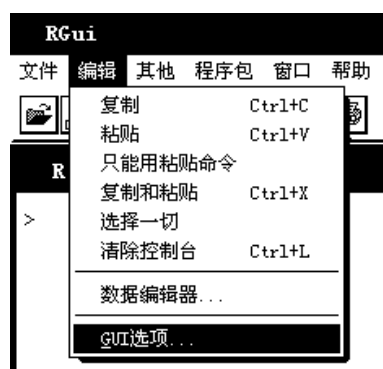 RGui
文件 编辑 其他 程序包 窗口 帮助
复制 Ctrl+C
粘贴 Ctrl+V
只能用粘贴命令
复制和粘贴 Ctrl+X
选择一切
清除控制台 Ctrl+L
数据编辑器...
GUI选项...
R
>